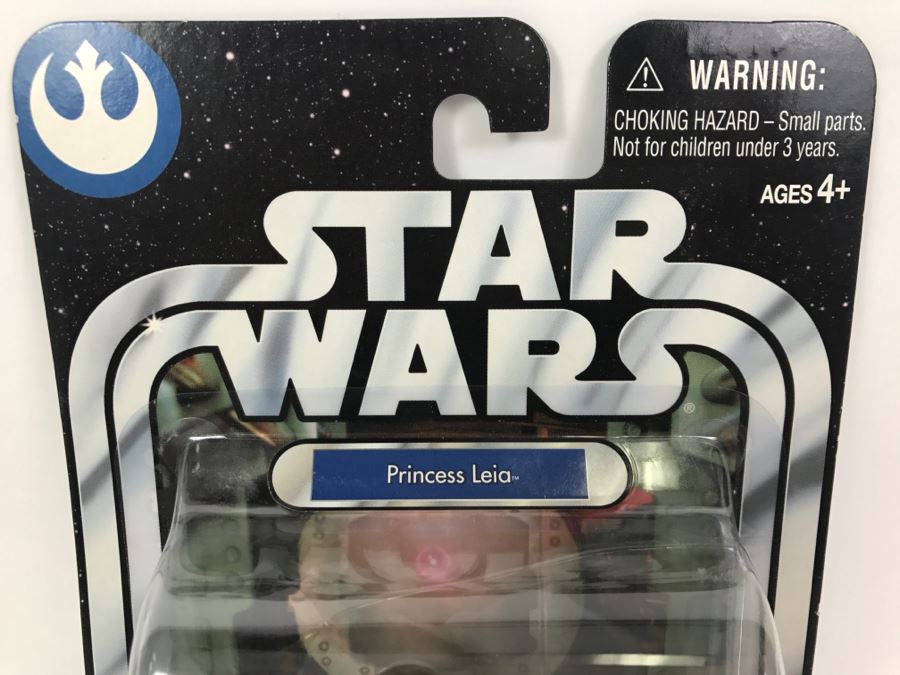 WARNING:
CHOKING HAZARD – Small parts.
Not for children under 3 years.
AGES 4+
STAR
WARS®
Princess Leia™